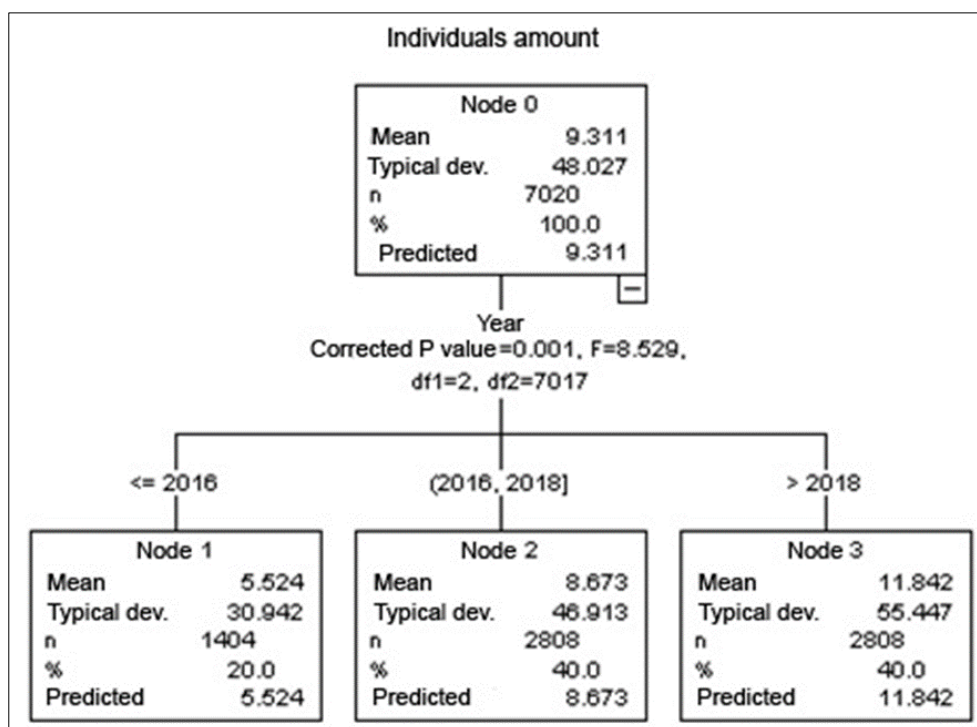 Individuals amount
Node 0
Mean 9.311
Typical dev. 48.027
n 7020
% 100.0
Predicted 9.311
Year
Corrected P value=0.001, F=8.529,
df1=2, df2=7017
<= 2016
(2016, 2018]
> 2018
Node 1
Mean 5.524
Typical dev. 30.942
n 1404
% 20.0
Predicted 5.524
Node 2
Mean 8.673
Typical dev. 46.913
n 2808
% 40.0
Predicted 8.673
Node 3
Mean 11.842
Typical dev. 55.447
n 2808
% 40.0
Predicted 11.842